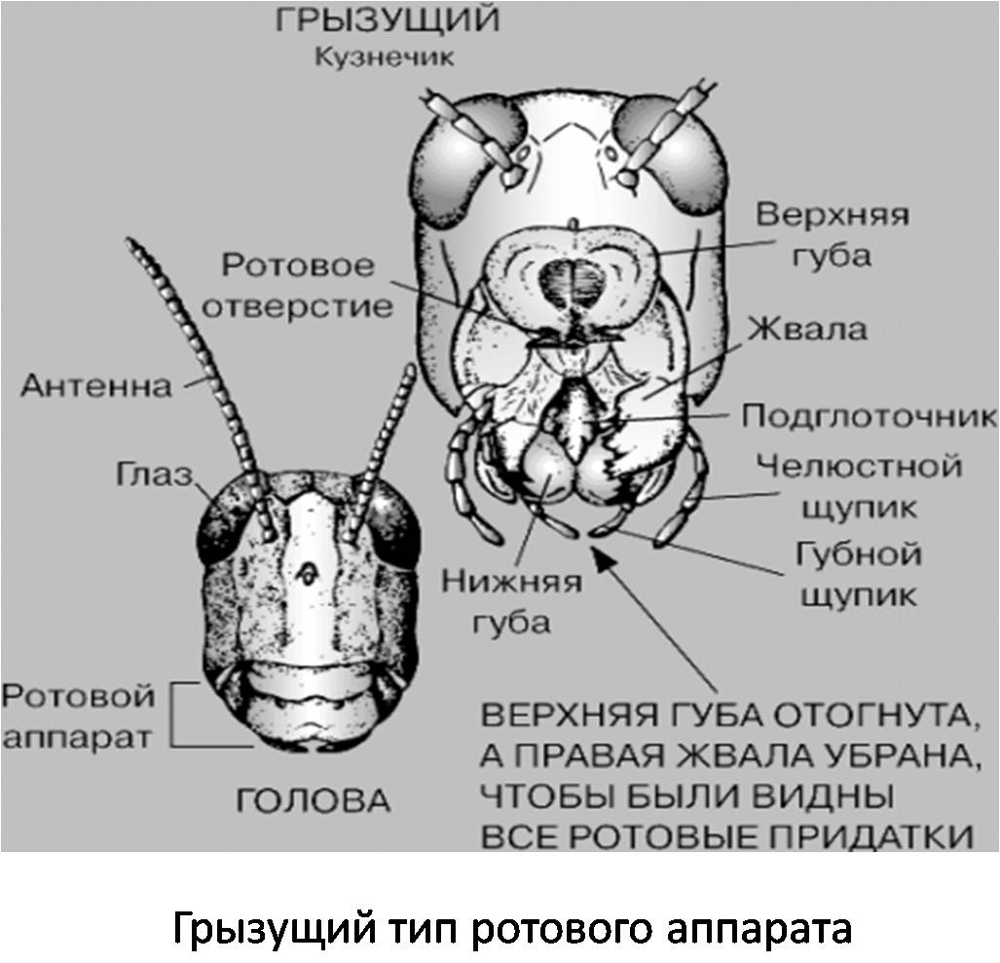 ГРЫЗУЩИЙ
Кузнечик
Верхняя
губа
Ротовое
отверстие
Жвала
Антенна
Подглоточник
Глаз
Челюстной
щупик
Губной
щупик
Нижняя
губа
Ротовой
аппарат
ГОЛОВА
ВЕРХНЯЯ ГУБА ОТОГНУТА,
А ПРАВАЯ ЖВАЛА УБРАНА,
ЧТОБЫ БЫЛИ ВИДНЫ
ВСЕ РОТОВЫЕ ПРИДАТКИ
Грызущий тип ротового аппарата